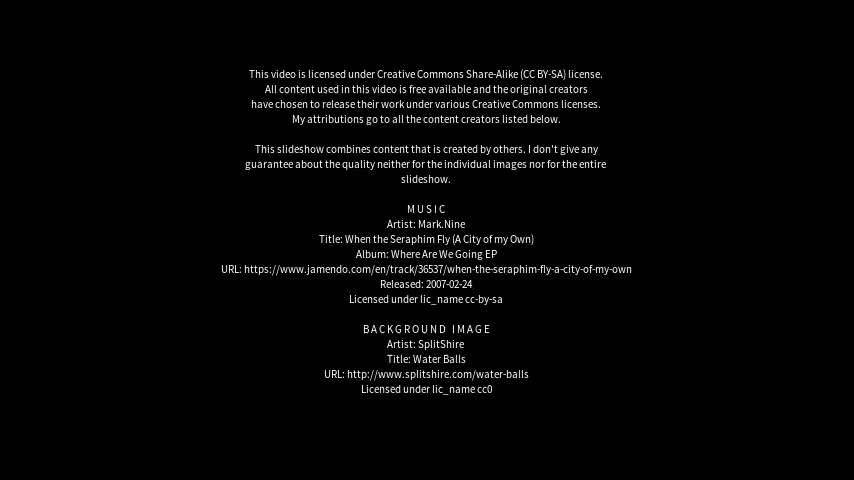 This video is licensed under Creative Commons Share-Alike (CC BY-SA) license.
All content used in this video is free available and the original creators
have chosen to release their work under various Creative Commons licenses.
My attributions go to all the content creators listed below.
This slideshow combines content that is created by others. I don't give any
guarantee about the quality neither for the individual images nor for the entire
slideshow.
MUSIC
Artist: Mark.Nine
Title: When the Seraphim Fly (A City of my Own)
Album: Where Are We Going EP
URL: https://www.jamendo.com/en/track/36537/when-the-seraphim-fly-a-city-of-my-own
Released: 2007-02-24
Licensed under lic_name cc-by-sa
BACKGROUND IMAGE
Artist: SplitShire
Title: Water Balls
URL: http://www.splitshire.com/water-balls
Licensed under lic_name cc0